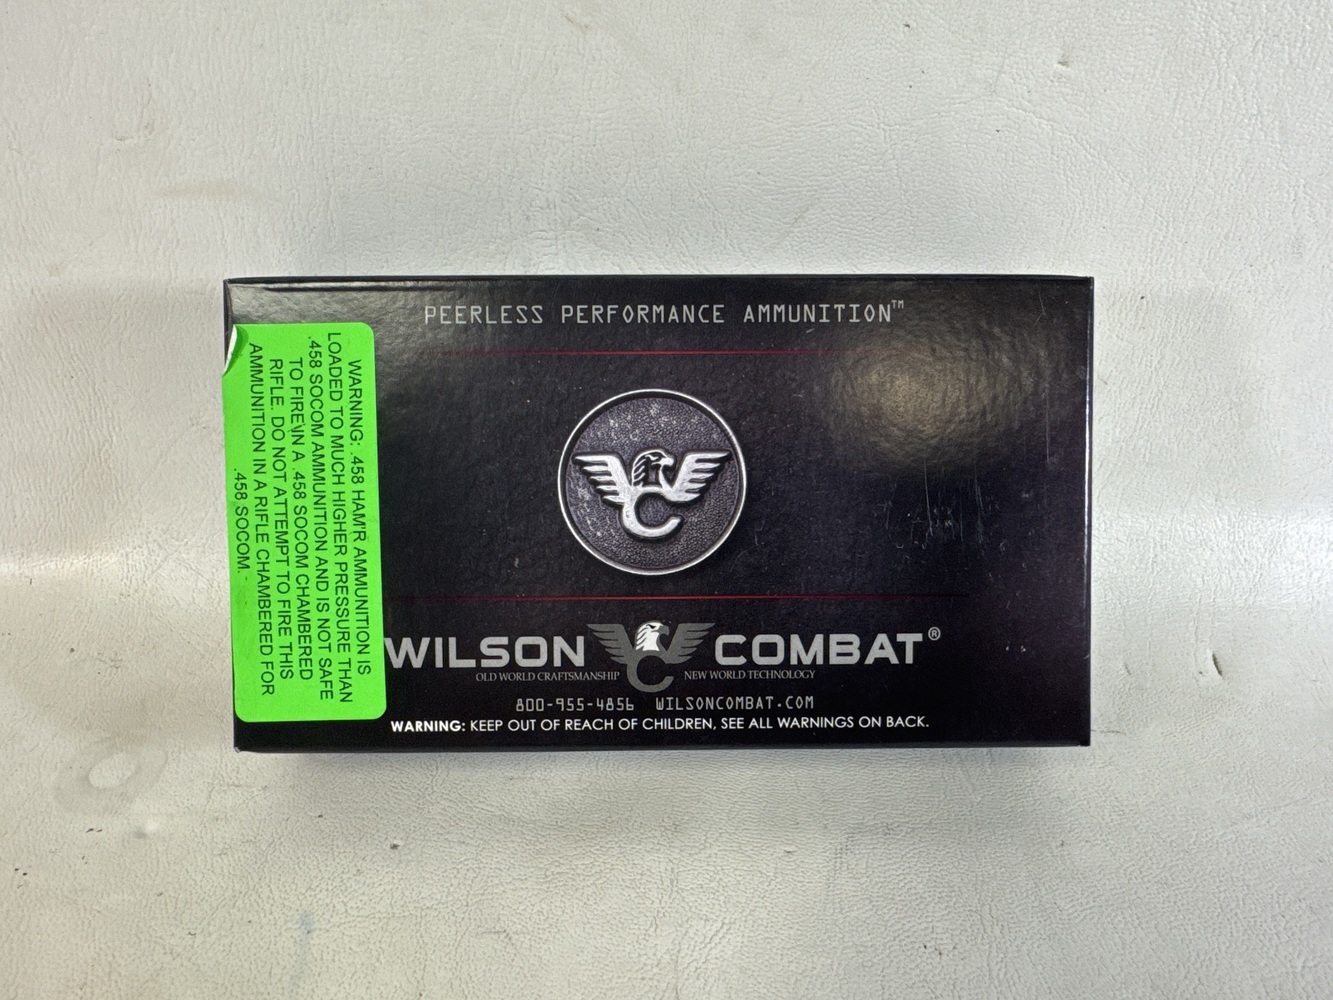 PEERLESS PERFORMANCE AMMUNITION™
WARNING: .458 HAM'R AMMUNITION IS
LOADED TO MUCH HIGHER PRESSURE THAN
.458 SOCOM AMMUNITION AND IS NOT SAFE
TO FIRE IN A .458 SOCOM CHAMBERED
RIFLE. DO NOT ATTEMPT TO FIRE THIS
AMMUNITION IN A RIFLE CHAMBERED FOR
.458 SOCOM.
WILSON COMBAT®
OLD WORLD CRAFTSMANSHIP NEW WORLD TECHNOLOGY
800-955-4856 WILSONCOMBAT.COM
WARNING: KEEP OUT OF REACH OF CHILDREN, SEE ALL WARNINGS ON BACK.